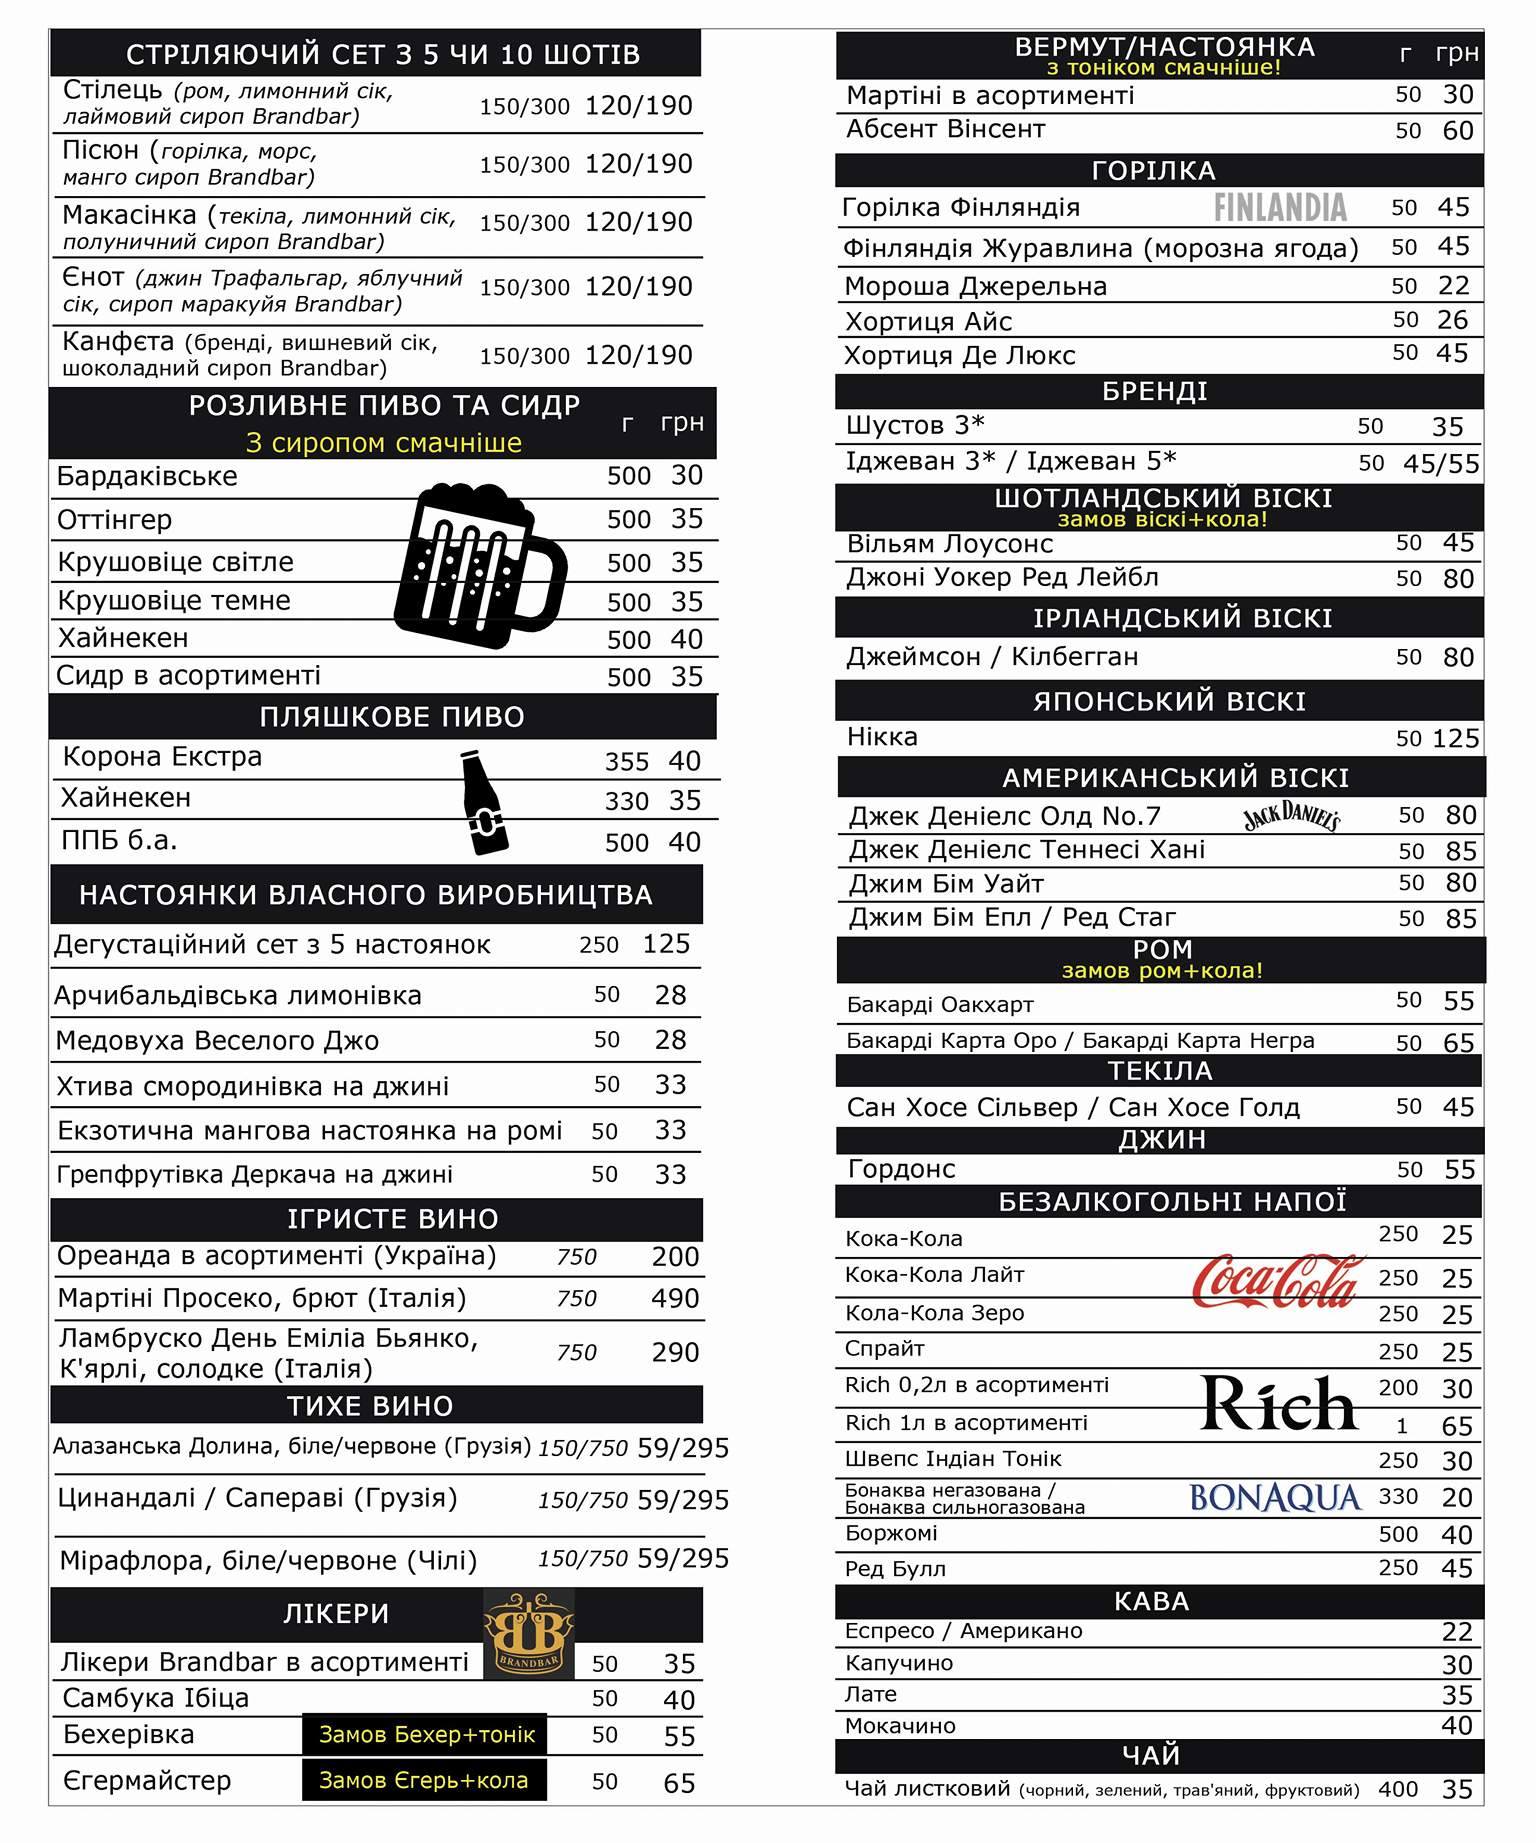 СТРІЛЯЮЧИЙ СЕТ З 5 ЧИ 10 ШОТІВ
Стілець (ром, лимонний сік,
лаймовий сироп Brandbar) 150/300 120/190
Пісюн (горілка, морс,
манго сироп Brandbar) 150/300 120/190
Макасінка (текіла, лимонний сік,
полуничний сироп Brandbar) 150/300 120/190
Єнот (джин Трафальгар, яблучний
сік, сироп маракуйя Brandbar) 150/300 120/190
Канфєта (бренді, вишневий сік,
шоколадний сироп Brandbar) 150/300 120/190
РОЗЛИВНЕ ПИВО ТА СИДР г грн
З сиропом смачніше
Бардаківське 500 30
Оттінгер 500 35
Крушовіце світле 500 35
Крушовіце темне 500 35
Хайнекен 500 40
Сидр в асортименті 500 35
ПЛЯШКОВЕ ПИВО
Корона Екстра 355 40
Хайнекен 330 35
ППБ б.а. 500 40
НАСТОЯНКИ ВЛАСНОГО ВИРОБНИЦТВА
Дегустаційний сет з 5 настоянок 250 125
Арчибальдівська лимонівка 50 28
Медовуха Веселого Джо 50 28
Хтива смородинівка на джині 50 33
Екзотична мангова настоянка на ромі 50 33
Грепфрутівка Деркача на джині 50 33
ІГРИСТЕ ВИНО
Ореанда в асортименті (Україна) 750 200
Мартіні Просеко, брют (Італія) 750 490
Ламбруско День Еміліа Бьянко,
К'ярлі, солодке (Італія) 750 290
ТИХЕ ВИНО
Алазанська Долина, біле/червоне (Грузія) 150/750 59/295
Цинандалі / Сапераві (Грузія) 150/750 59/295
Мірафлора, біле/червоне (Чілі) 150/750 59/295
ЛІКЕРИ
BB
BRANDBAR
Лікери Brandbar в асортименті 50 35
Самбука Ібіца 50 40
Бехерівка Замов Бехер+тонік 50 55
Єгермайстер Замов Єгерь+кола 50 65
ВЕРМУТ/НАСТОЯНКА г грн
з тоніком смачніше!
Мартіні в асортименті 50 30
Абсент Вінсент 50 60
ГОРІЛКА
Горілка Фінляндія FINLANDIA 50 45
Фінляндія Журавлина (морозна ягода) 50 45
Мороша Джерельна 50 22
Хортиця Айс 50 26
Хортиця Де Люкс 50 45
БРЕНДІ
Шустов 3* 50 35
Іджеван 3* / Іджеван 5* 50 45/55
ШОТЛАНДСЬКИЙ ВІСКІ
замов віскі+кола!
Вільям Лоусонс 50 45
Джоні Уокер Ред Лейбл 50 80
ІРЛАНДСЬКИЙ ВІСКІ
Джеймсон / Кілбегган 50 80
ЯПОНСЬКИЙ ВІСКІ
Нікка 50 125
АМЕРИКАНСЬКИЙ ВІСКІ
Джек Деніелс Олд No.7 JACK DANIEL'S 50 80
Джек Деніелс Теннесі Хані 50 85
Джим Бім Уайт 50 80
Джим Бім Епл / Ред Стаг 50 85
РОМ
замов ром+кола!
Бакарді Оакхарт 50 55
Бакарді Карта Оро / Бакарді Карта Негра 50 65
ТЕКІЛА
Сан Хосе Сільвер / Сан Хосе Голд 50 45
ДЖИН
Гордонс 50 55
БЕЗАЛКОГОЛЬНІ НАПОЇ
Кока-Кола 250 25
Кока-Кола Лайт Coca-Cola 250 25
Кола-Кола Зеро 250 25
Спрайт 250 25
Rich 0,2л в асортименті Rich 200 30
Rich 1л в асортименті 1 65
Швепс Індіан Тонік 250 30
Бонаква негазована /
Бонаква сильногазована BONAQUA 330 20
Боржомі 500 40
Ред Булл 250 45
КАВА
Еспресо / Американо 22
Капучино 30
Лате 35
Мокачино 40
ЧАЙ
Чай листковий (чорний, зелений, трав'яний, фруктовий) 400 35